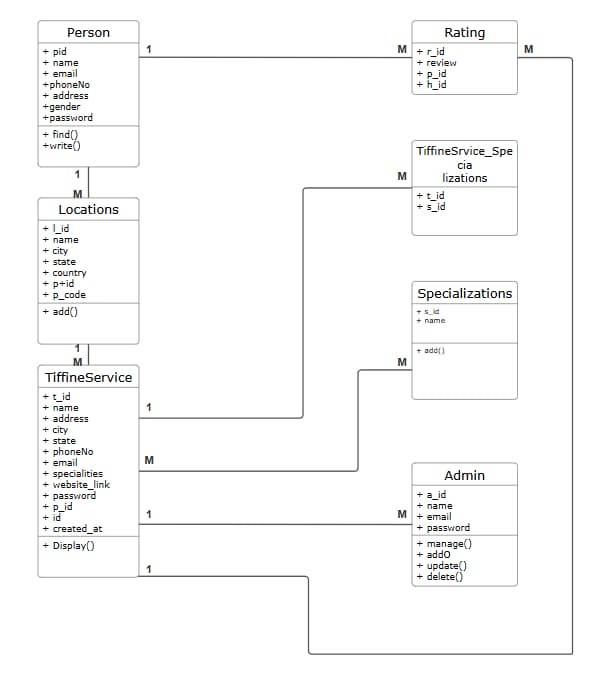 Person
+ pid
+ name
+ email
+phoneNo
+ address
+gender
+password
+ find()
+write()
1
M
Rating
+ r_id
+ review
+ p_id
+ h_id
M
1
M
Locations
+ l_id
+ name
+ city
+ state
+ country
+ p+id
+ p_code
+ add()
TiffineSrvice_Spe
cia
lizations
+ t_id
+ s_id
M
Specializations
+ s_id
+ name
+ add()
M
1
M
TiffineService
+ t_id
+ name
+ address
+ city
+ state
+ phoneNo
+ email
+ specialities
+ website_link
+ password
+ p_id
+ id
+ created_at
+ Display()
1
M
1
M
1
Admin
+ a_id
+ name
+ email
+ password
+ manage()
+ addO
+ update()
+ delete()